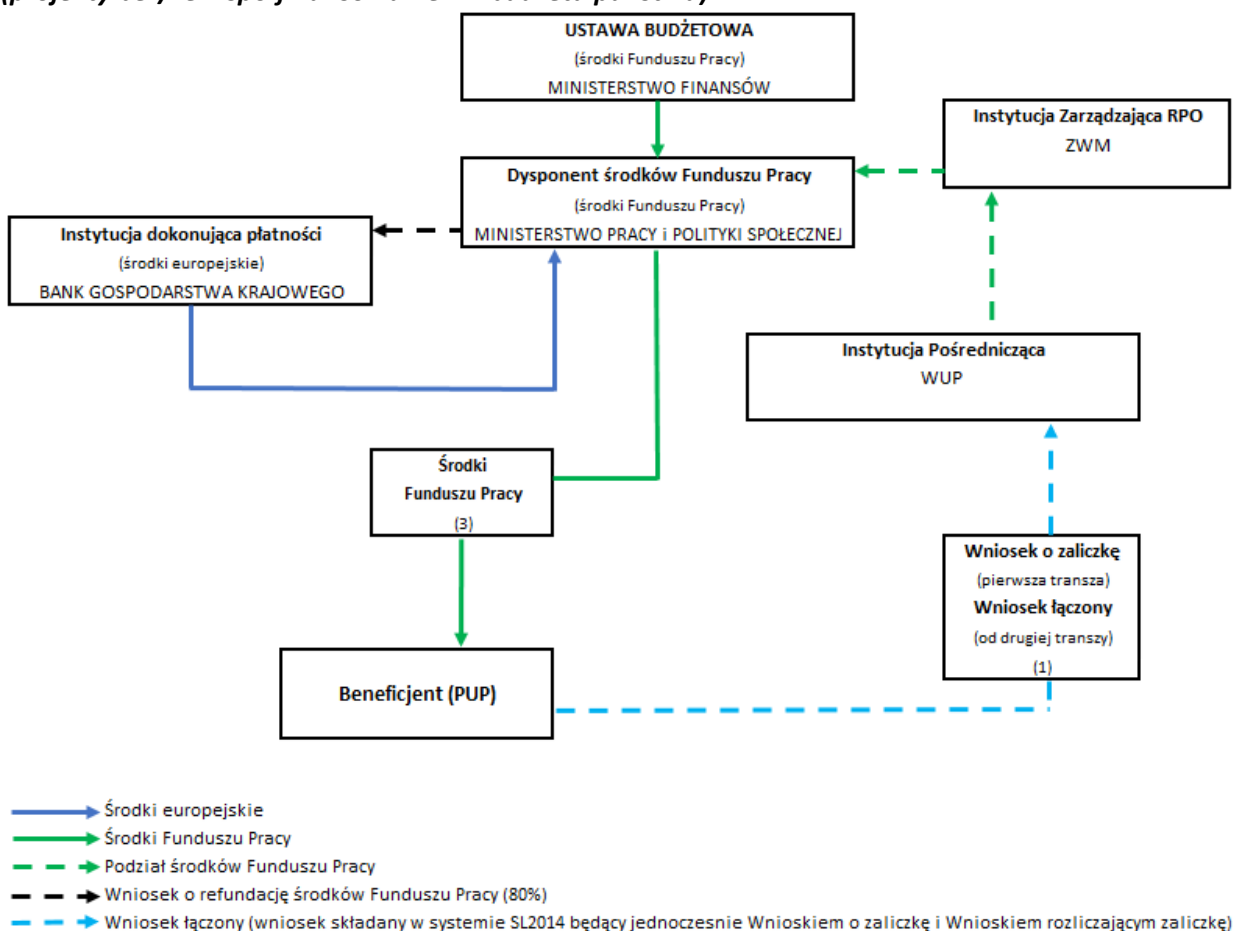 USTAWA BUDŻETOWA
(środki Funduszu Pracy)
MINISTERSTWO FINANSÓW
Instytucja Zarządzająca RPO
ZWM
Dysponent środków Funduszu Pracy
(środki Funduszu Pracy)
MINISTERSTWO PRACY i POLITYKI SPOŁECZNEJ
Instytucja dokonująca płatności
(środki europejskie)
BANK GOSPODARSTWA KRAJOWEGO
Instytucja Pośrednicząca
WUP
Środki
Funduszu Pracy
(3)
Wniosek o zaliczkę
(pierwsza transza)
Wniosek łączony
(od drugiej transzy)
(1)
Beneficjent (PUP)
Środki europejskie
Środki Funduszu Pracy
Podział środków Funduszu Pracy
Wniosek o refundację środków Funduszu Pracy (80%)
Wniosek łączony (wniosek składany w systemie SL2014 będący jednoczesnie Wnioskiem o zaliczkę i Wnioskiem rozliczającym zaliczkę)